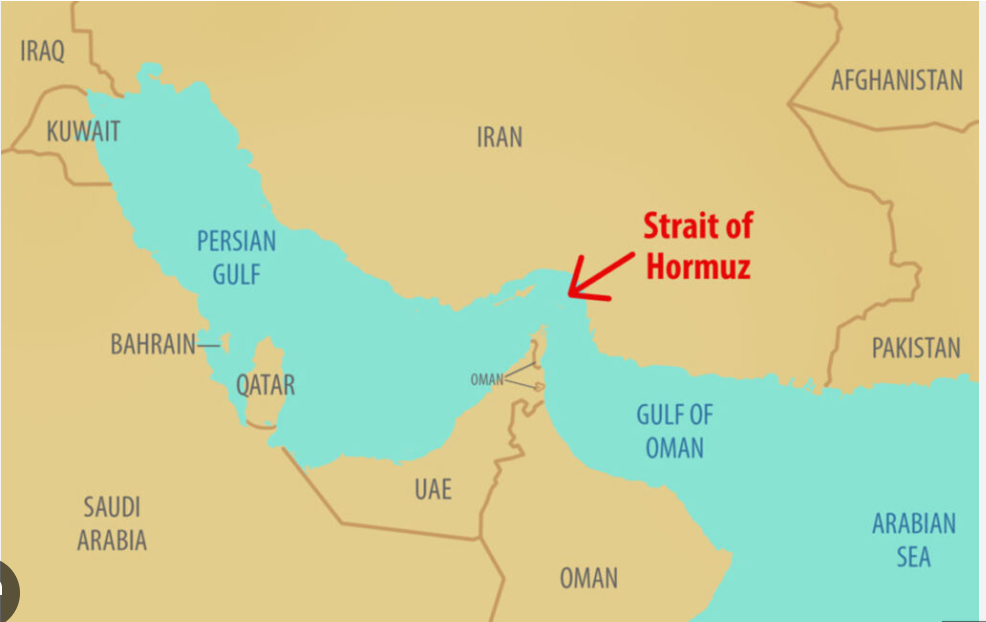 IRAQ
AFGHANISTAN
KUWAIT
IRAN
Strait of
Hormuz
PERSIAN
GULF
BAHRAIN
PAKISTAN
QATAR
OMAN
GULF OF
OMAN
UAE
SAUDI
ARABIA
ARABIAN
SEA
OMAN